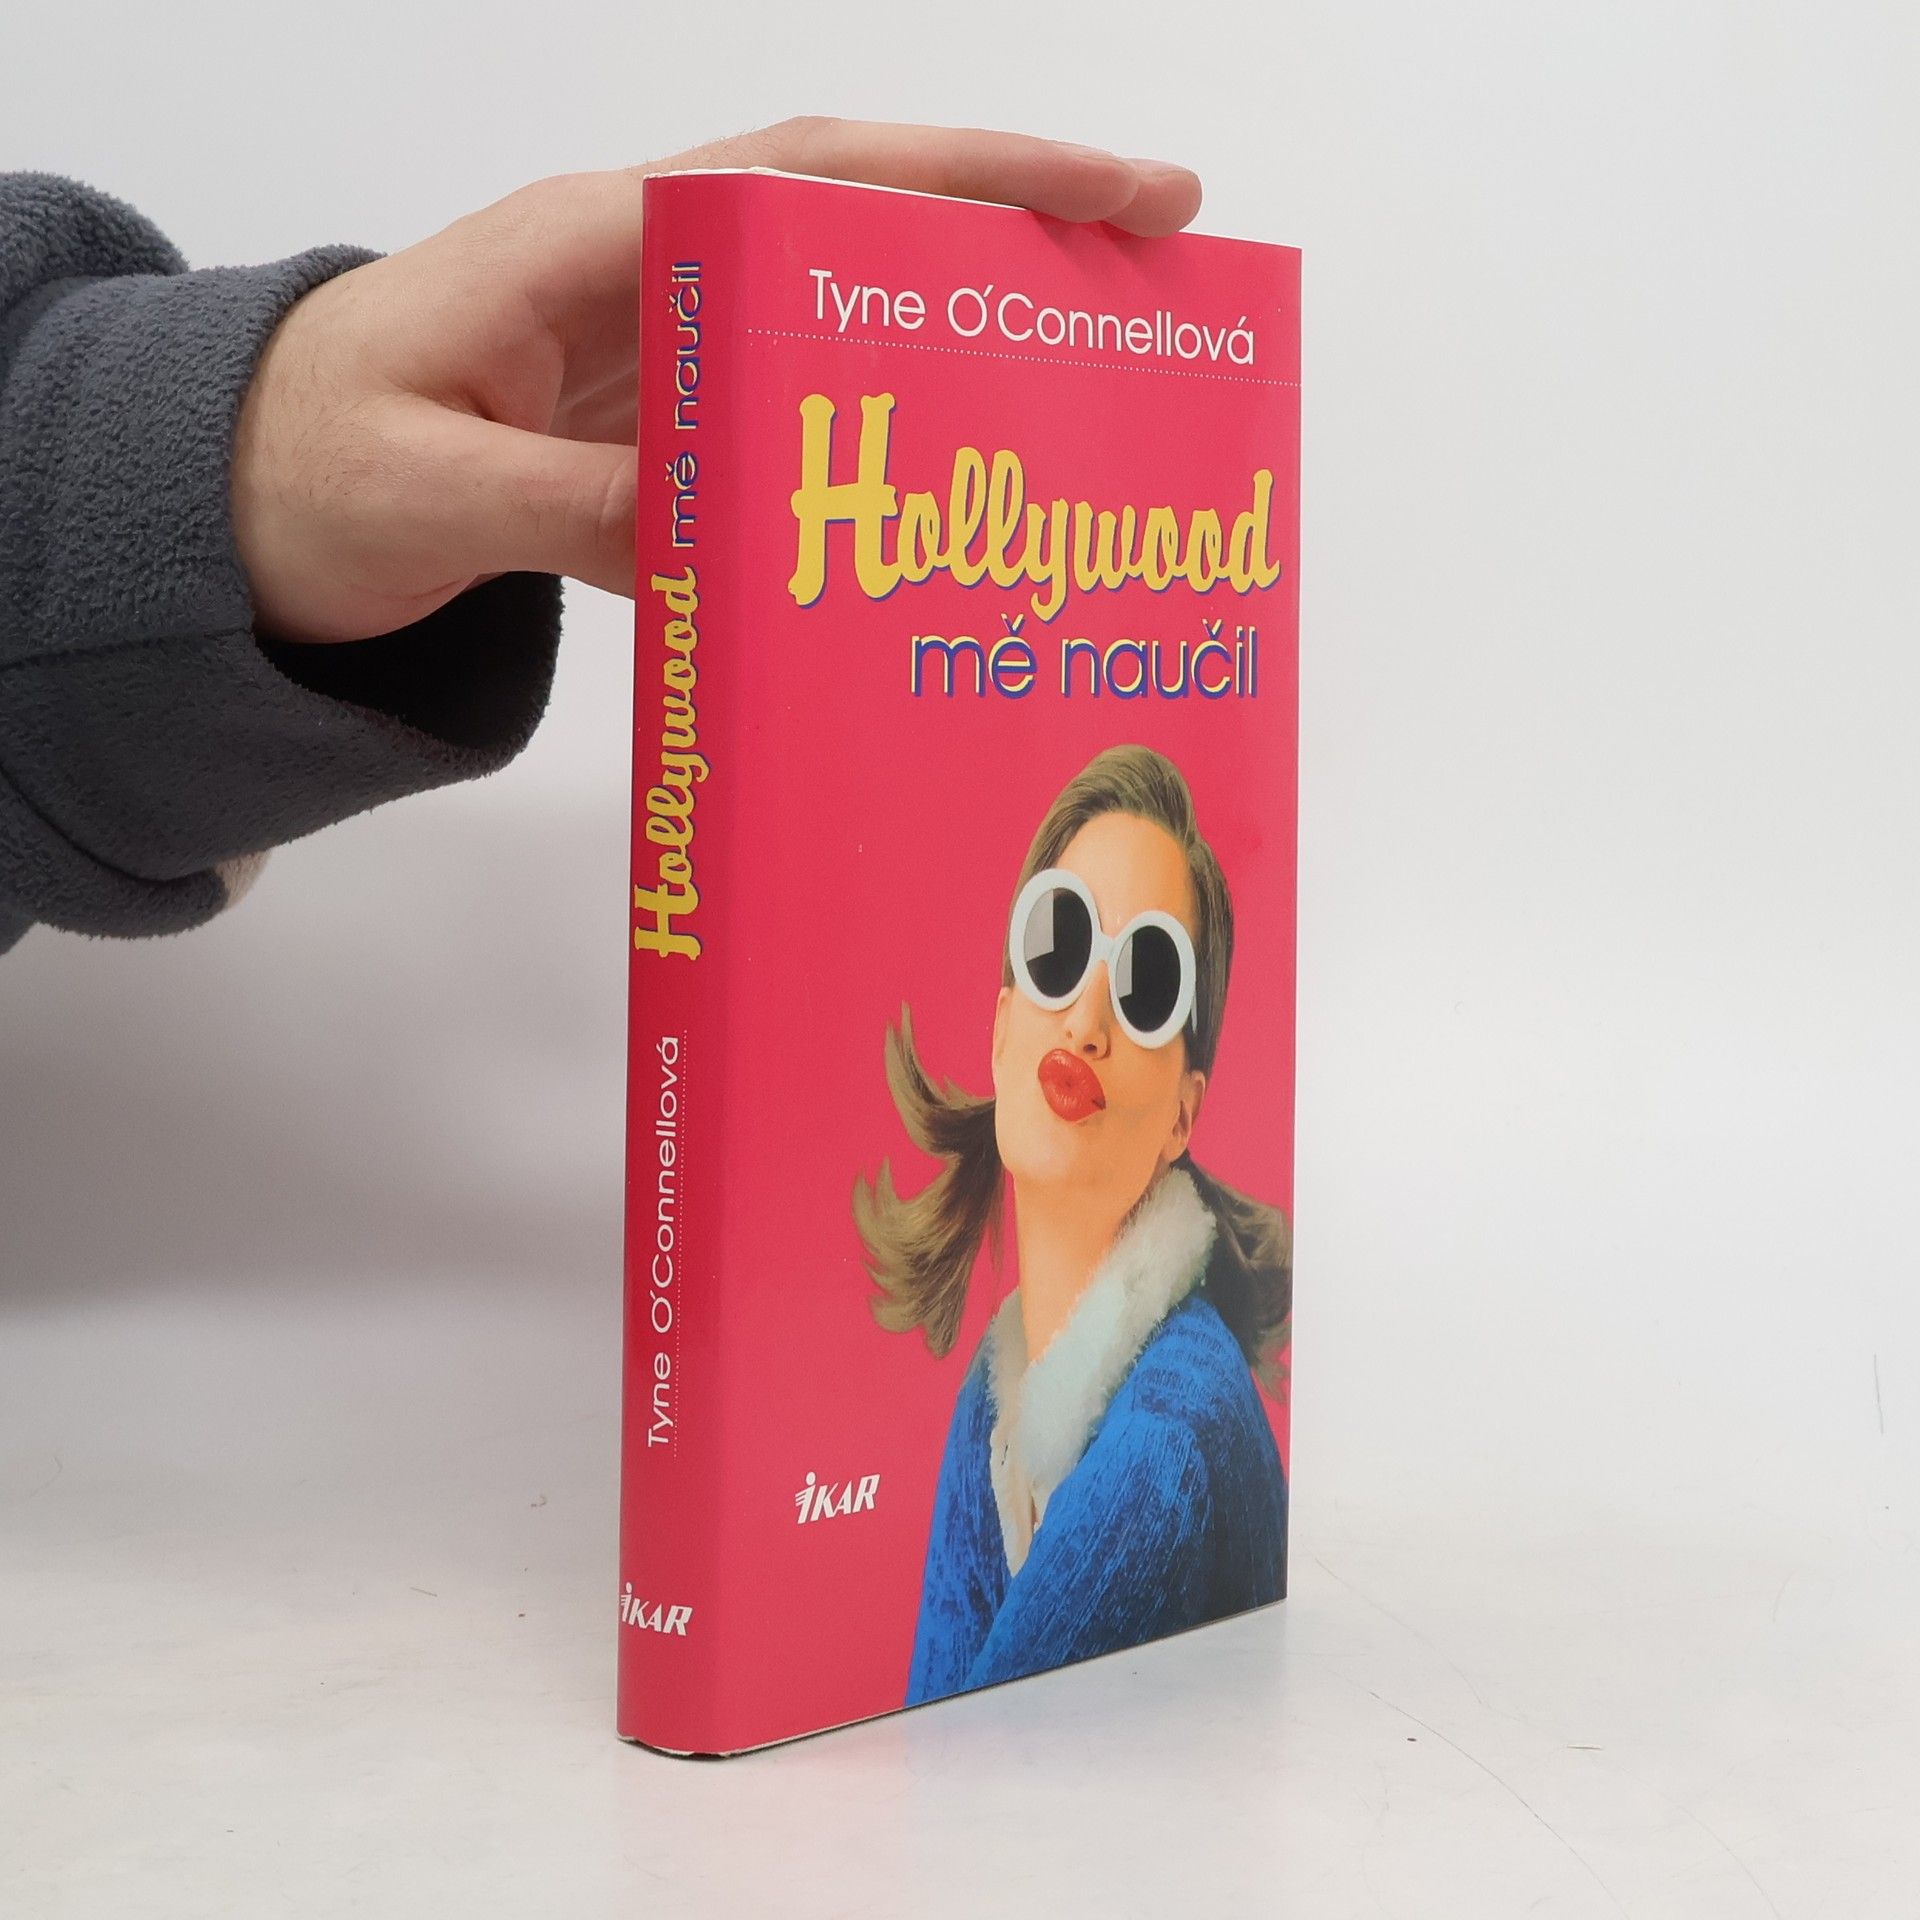 Tyne O'Connellová
Hollywood
mě naučil
iKAR
Tyne O'Connellová
Hollywood mě naučil
iKAR